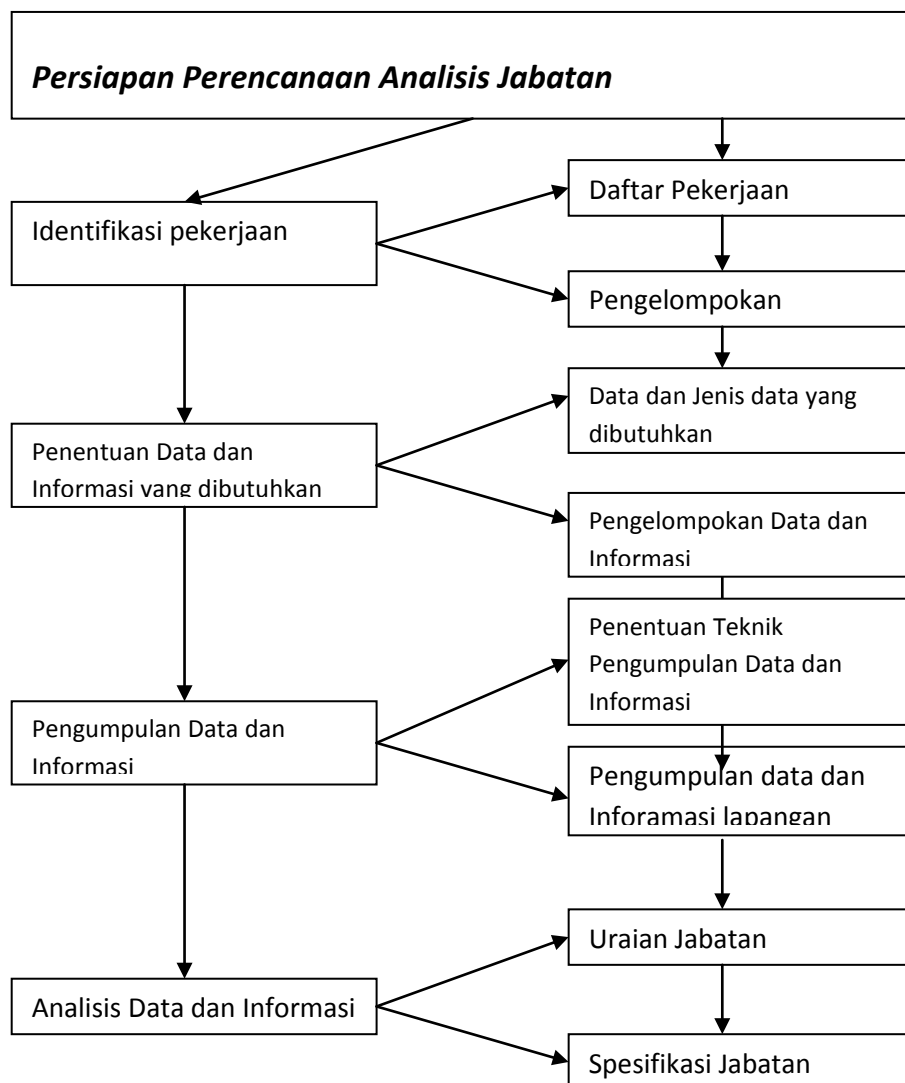 Persiapan Perencanaan Analisis Jabatan
Daftar Pekerjaan
Identifikasi pekerjaan
Pengelompokan
Data dan Jenis data yang
dibutuhkan
Penentuan Data dan
Informasi yang dibutuhkan
Pengelompokan Data dan
Informasi
Penentuan Teknik
Pengumpulan Data dan
Informasi
Pengumpulan Data dan
Informasi
Pengumpulan data dan
Inforamasi lapangan
Uraian Jabatan
Analisis Data dan Informasi
Spesifikasi Jabatan